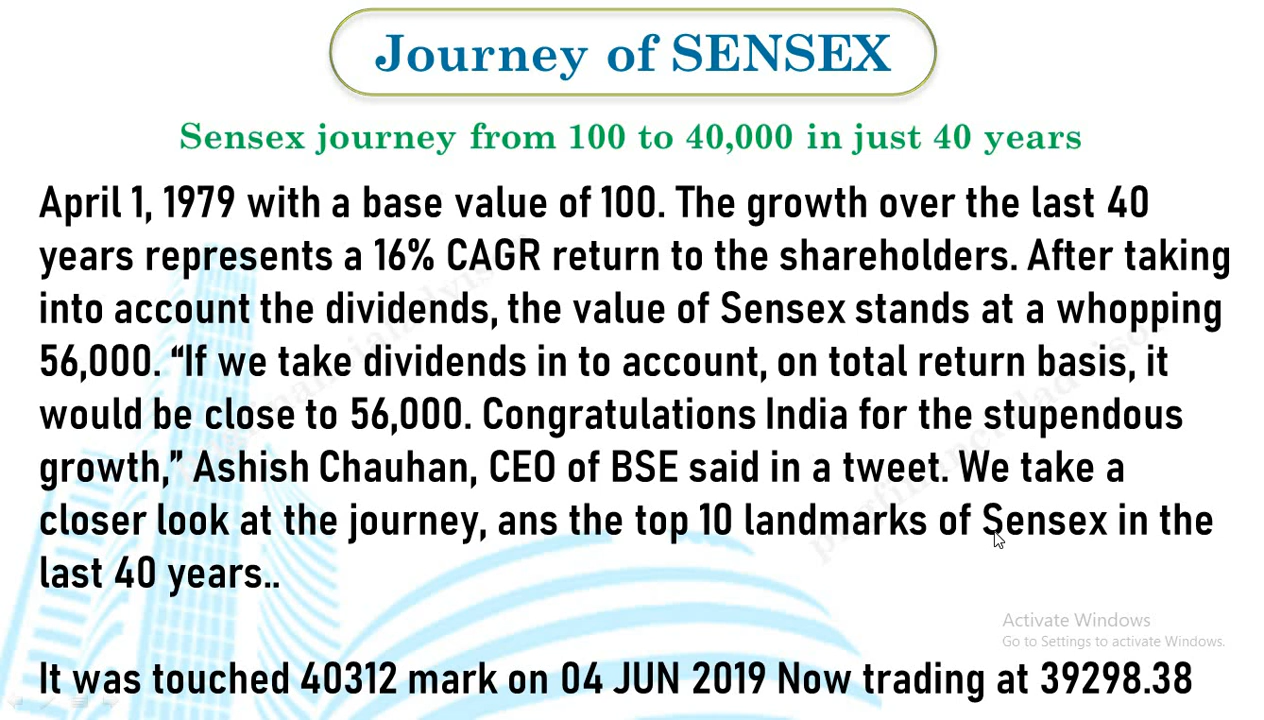 Journey of SENSEX
Sensex journey from 100 to 40,000 in just 40 years
April 1, 1979 with a base value of 100. The growth over the last 40
years represents a 16% CAGR return to the shareholders. After taking
into account the dividends, the value of Sensex stands at a whopping
56,000. “If we take dividends in to account, on total return basis, it
would be close to 56,000. Congratulations India for the stupendous
growth,” Ashish Chauhan, CEO of BSE said in a tweet. We take a
closer look at the journey, ans the top 10 landmarks of Sensex in the
last 40 years..
Activate Windows
Go to Settings to activate Windows.
It was touched 40312 mark on 04 JUN 2019 Now trading at 39298.38